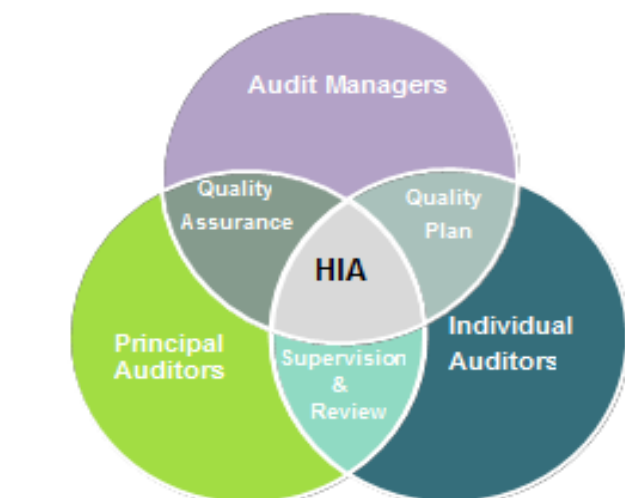 Audit Managers
Quality
Assurance
Quality
Plan
HIA
Principal
Auditors
Individual
Auditors
Supervision
&
Review